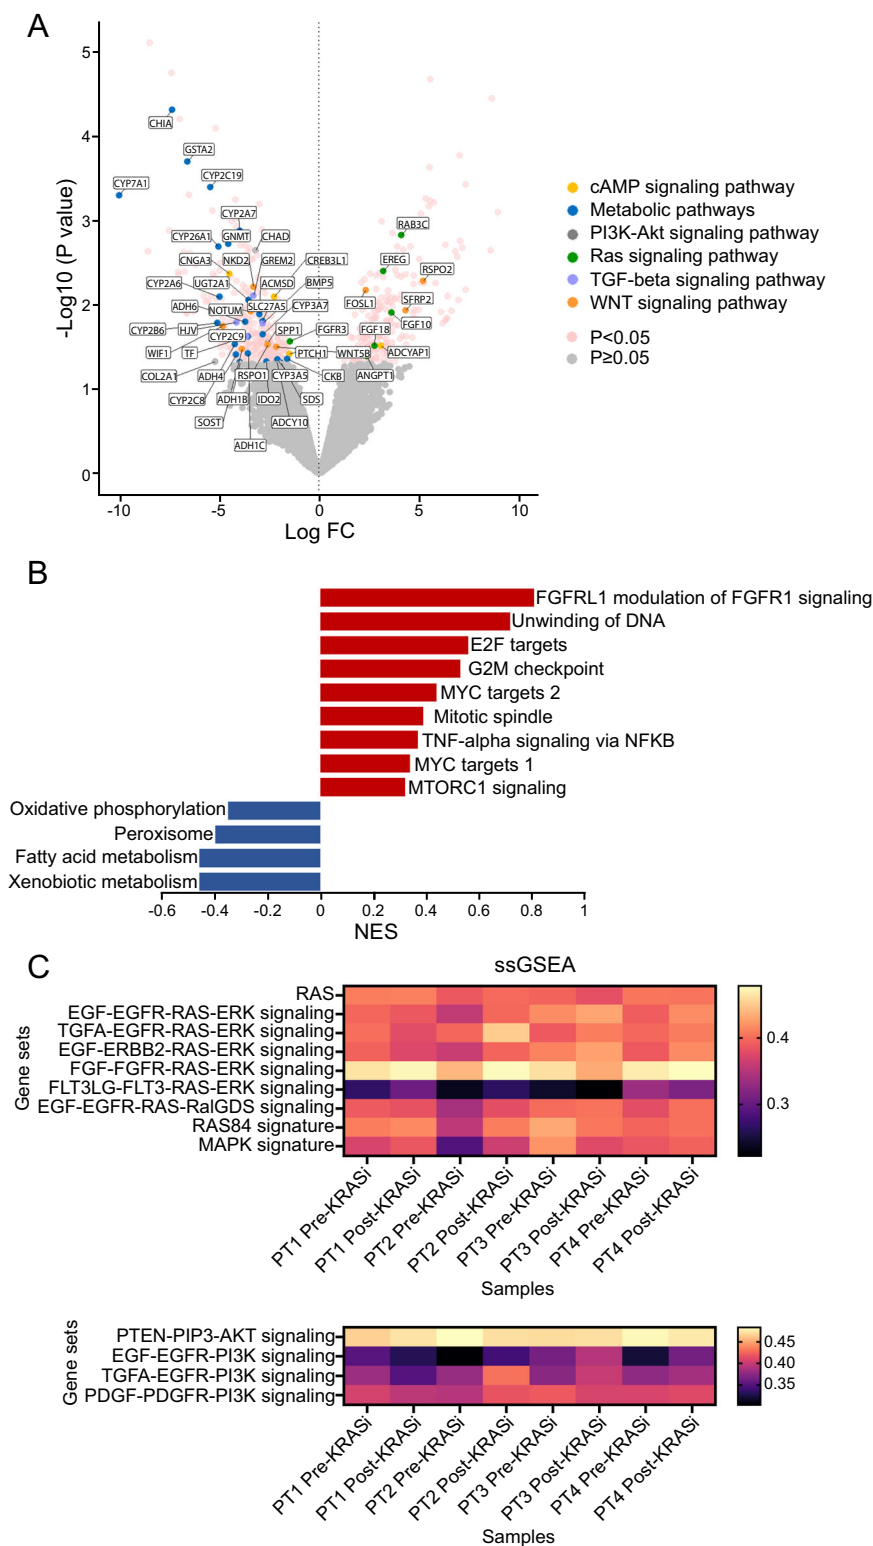 A
-Log10 (P value)
5
4
3
2
1
0
-10
-5
0
5
10
Log FC
CHIA
GSTA2
CYP7A1
CYP2C19
CYP2A7
CYP26A1
GNMT
CHAD
CNGA3
NKD2
GREM2
CREB3L1
CYP2A6
UGT2A1
ACMSD
BMP5
ADH6
NOTUM
SLC27A5
CYP3A7
CYP2B6
HJV
CYP2C9
SPP1
FGFR3
WIF1
TF
PTCH1
WNT5B
ADCYAP1
COL2A1
ADH4
RSPO1
CYP3A5
CKB
ANGPT1
CYP2C8
ADH1B
IDO2
SDS
SOST
ADCY10
ADH1C
RAB3C
EREG
RSPO2
FOSL1
SFRP2
FGF18
FGF10
cAMP signaling pathway
Metabolic pathways
PI3K-Akt signaling pathway
Ras signaling pathway
TGF-beta signaling pathway
WNT signaling pathway
P<0.05
P≥0.05
B
FGFRL1 modulation of FGFR1 signaling
Unwinding of DNA
E2F targets
G2M checkpoint
MYC targets 2
Mitotic spindle
TNF-alpha signaling via NFKB
MYC targets 1
MTORC1 signaling
Oxidative phosphorylation
Peroxisome
Fatty acid metabolism
Xenobiotic metabolism
-0.6
-0.4
-0.2
0
0.2
0.4
0.6
0.8
1
NES
C
ssGSEA
Gene sets
RAS
EGF-EGFR-RAS-ERK signaling
TGFA-EGFR-RAS-ERK signaling
EGF-ERBB2-RAS-ERK signaling
FGF-FGFR-RAS-ERK signaling
FLT3LG-FLT3-RAS-ERK signaling
EGF-EGFR-RAS-RalGDS signaling
RAS84 signature
MAPK signature
0.4
0.3
PT1 Pre-KRASi
PT1 Post-KRASi
PT2 Pre-KRASi
PT2 Post-KRASi
PT3 Pre-KRASi
PT3 Post-KRASi
PT4 Pre-KRASi
PT4 Post-KRASi
Samples
Gene sets
PTEN-PIP3-AKT signaling
EGF-EGFR-PI3K signaling
TGFA-EGFR-PI3K signaling
PDGF-PDGFR-PI3K signaling
0.45
0.40
0.35
PT1 Pre-KRASi
PT1 Post-KRASi
PT2 Pre-KRASi
PT2 Post-KRASi
PT3 Pre-KRASi
PT3 Post-KRASi
PT4 Pre-KRASi
PT4 Post-KRASi
Samples